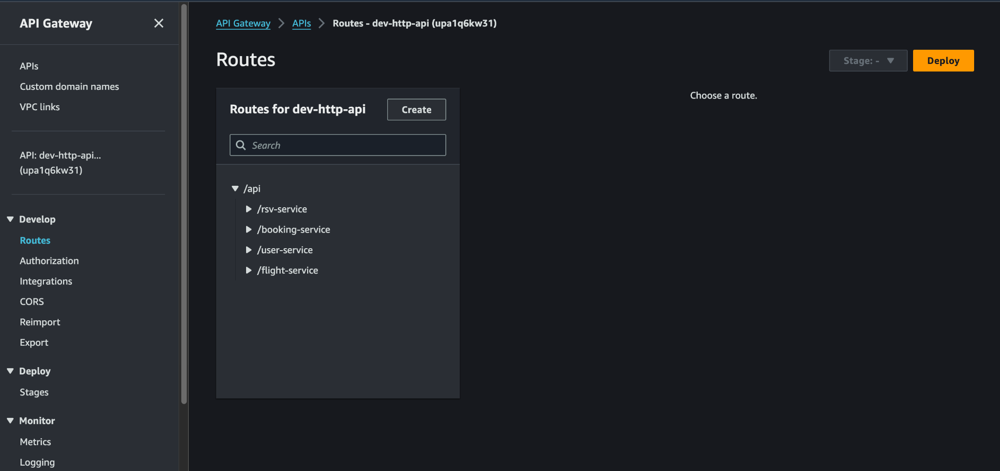 API Gateway
APIs
Custom domain names
VPC links
API: dev-http-api...
(upa1q6kw31)
Develop
Routes
Authorization
Integrations
CORS
Reimport
Export
Deploy
Stages
Monitor
Metrics
Logging
API Gateway > APIs > Routes - dev-http-api (upa1q6kw31)
Routes
Stage: -
Deploy
Routes for dev-http-api
Create
Search
/api
/rsv-service
/booking-service
/user-service
/flight-service
Choose a route.